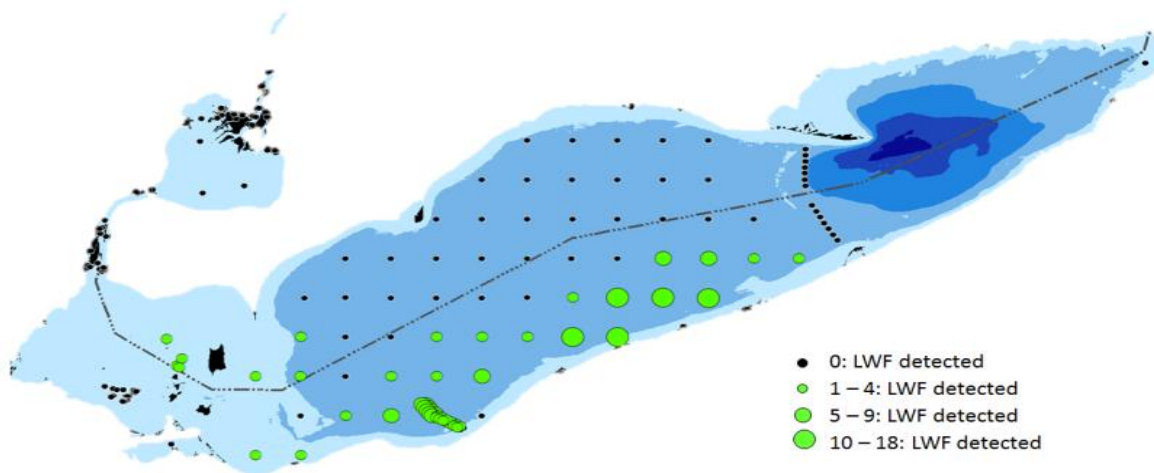 0: LWF detected
1 – 4: LWF detected
5 – 9: LWF detected
10 – 18: LWF detected